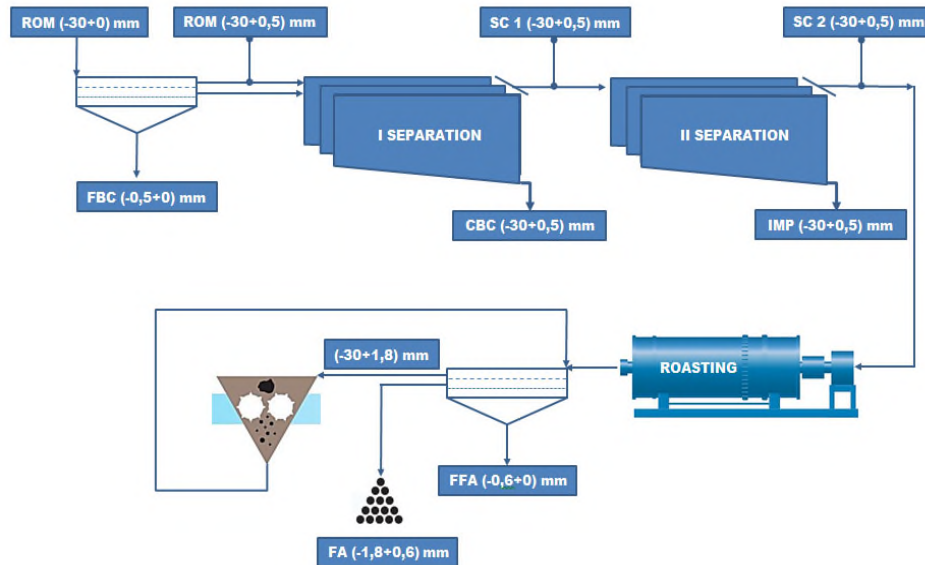 ROM (-30+0) mm
ROM (-30+0,5) mm
SC 1 (-30+0,5) mm
SC 2 (-30+0,5) mm
I SEPARATION
II SEPARATION
FBC (-0,5+0) mm
CBC (-30+0,5) mm
IMP (-30+0,5) mm
(-30+1,8) mm
ROASTING
FFA (-0,6+0) mm
FA (-1,8+0,6) mm